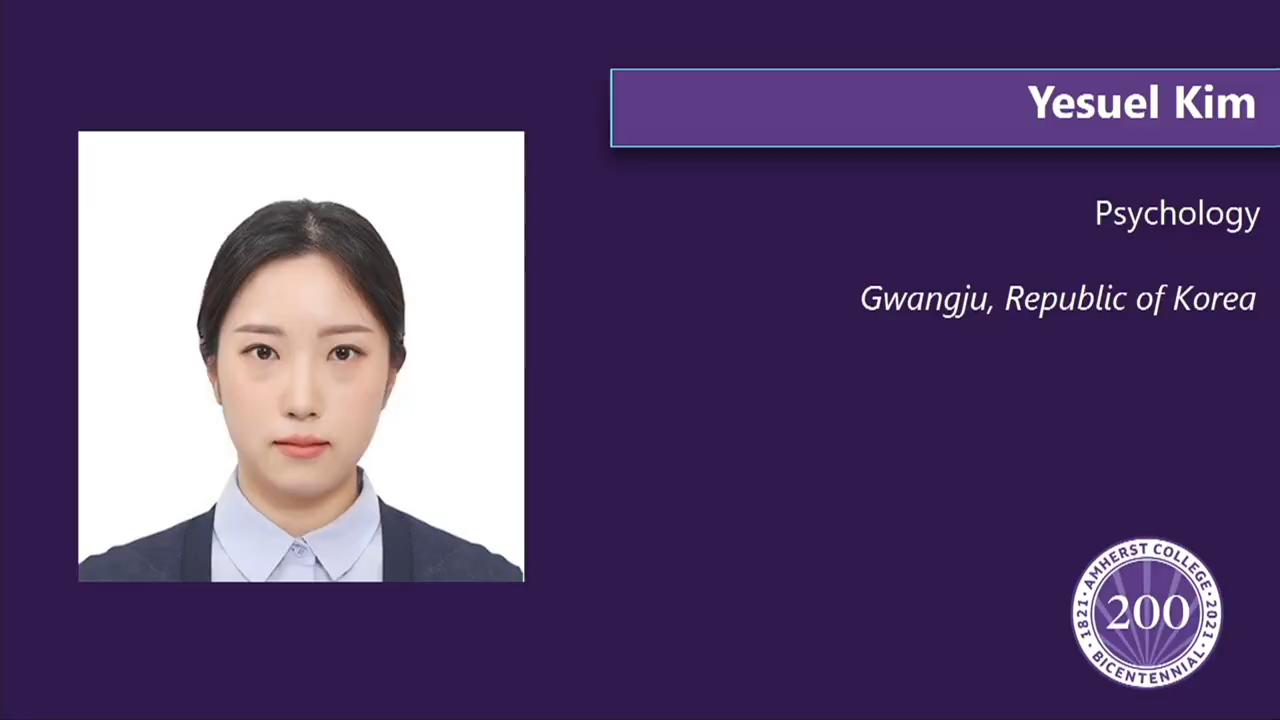 Yesuel Kim
Psychology
Gwangju, Republic of Korea
AMHERST COLLEGE
1821 · 200 · 2021
BICENTENNIAL